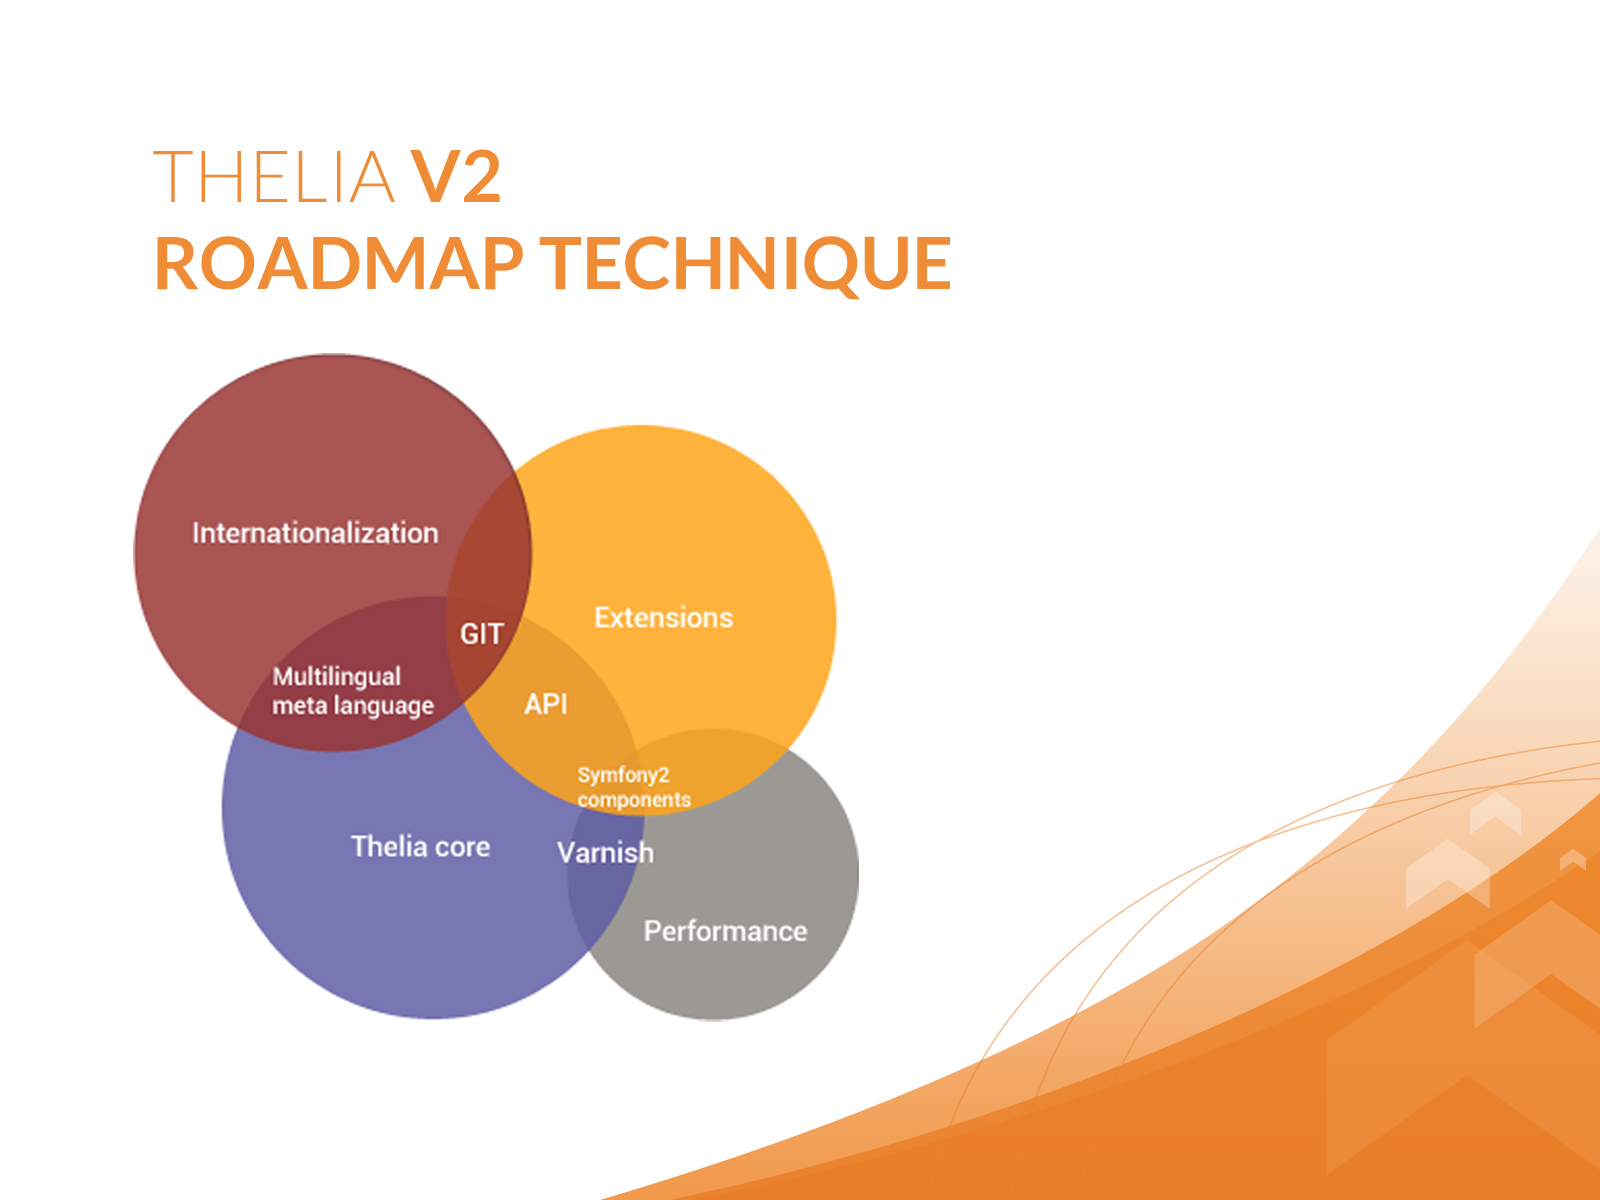 THELIA V2
ROADMAP TECHNIQUE
Internationalization
Extensions
GIT
Multilingual
meta language
API
Symfony2
components
Thelia core
Varnish
Performance